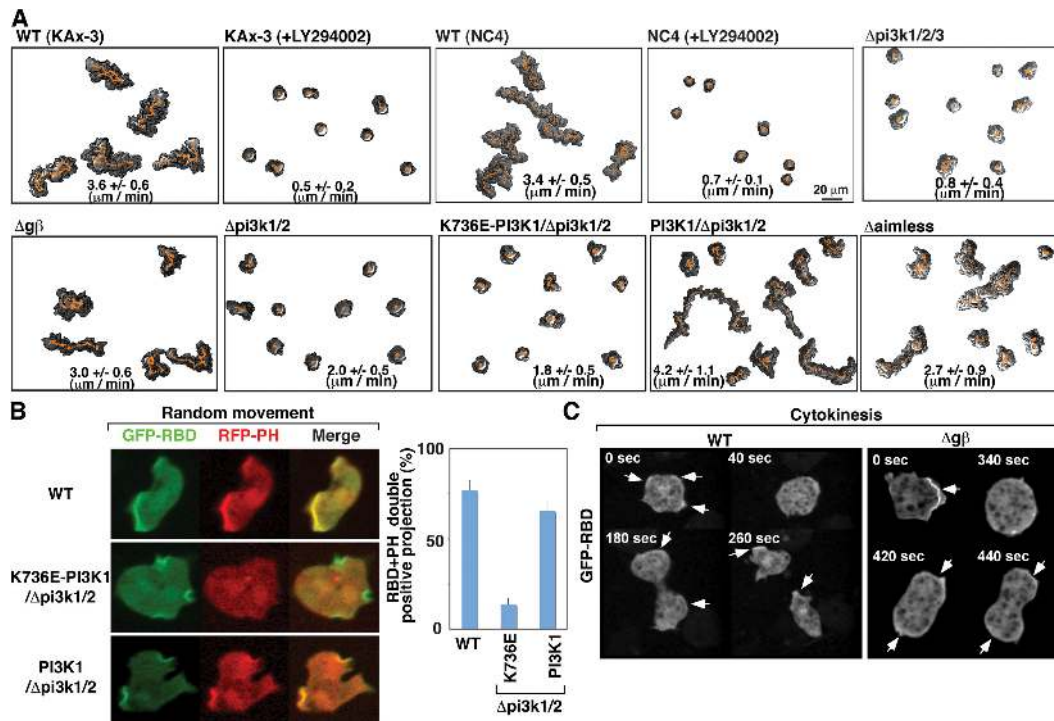 A
WT (KAx-3)
KAx-3 (+LY294002)
WT (NC4)
NC4 (+LY294002)
Δpi3k1/2/3
3.6 +/- 0.6
(μm / min)
0.5 +/- 0.2
(μm / min)
3.4 +/- 0.5
(μm / min)
0.7 +/- 0.1
(μm / min)
20 μm
0.8 +/- 0.4
(μm / min)
Δgβ
Δpi3k1/2
K736E-PI3K1/Δpi3k1/2
PI3K1/Δpi3k1/2
Δaimless
3.0 +/- 0.6
(μm / min)
2.0 +/- 0.5
(μm / min)
1.8 +/- 0.5
(μm / min)
4.2 +/- 1.1
(μm / min)
2.7 +/- 0.9
(μm / min)
B
Random movement
GFP-RBD
RFP-PH
Merge
WT
K736E-PI3K1
/Δpi3k1/2
PI3K1
/Δpi3k1/2
RBD+PH double
positive projection (%)
100
75
50
25
0
WT
K736E
PI3K1
Δpi3k1/2
C
Cytokinesis
WT
Δgβ
GFP-RBD
0 sec
40 sec
0 sec
340 sec
180 sec
260 sec
420 sec
440 sec